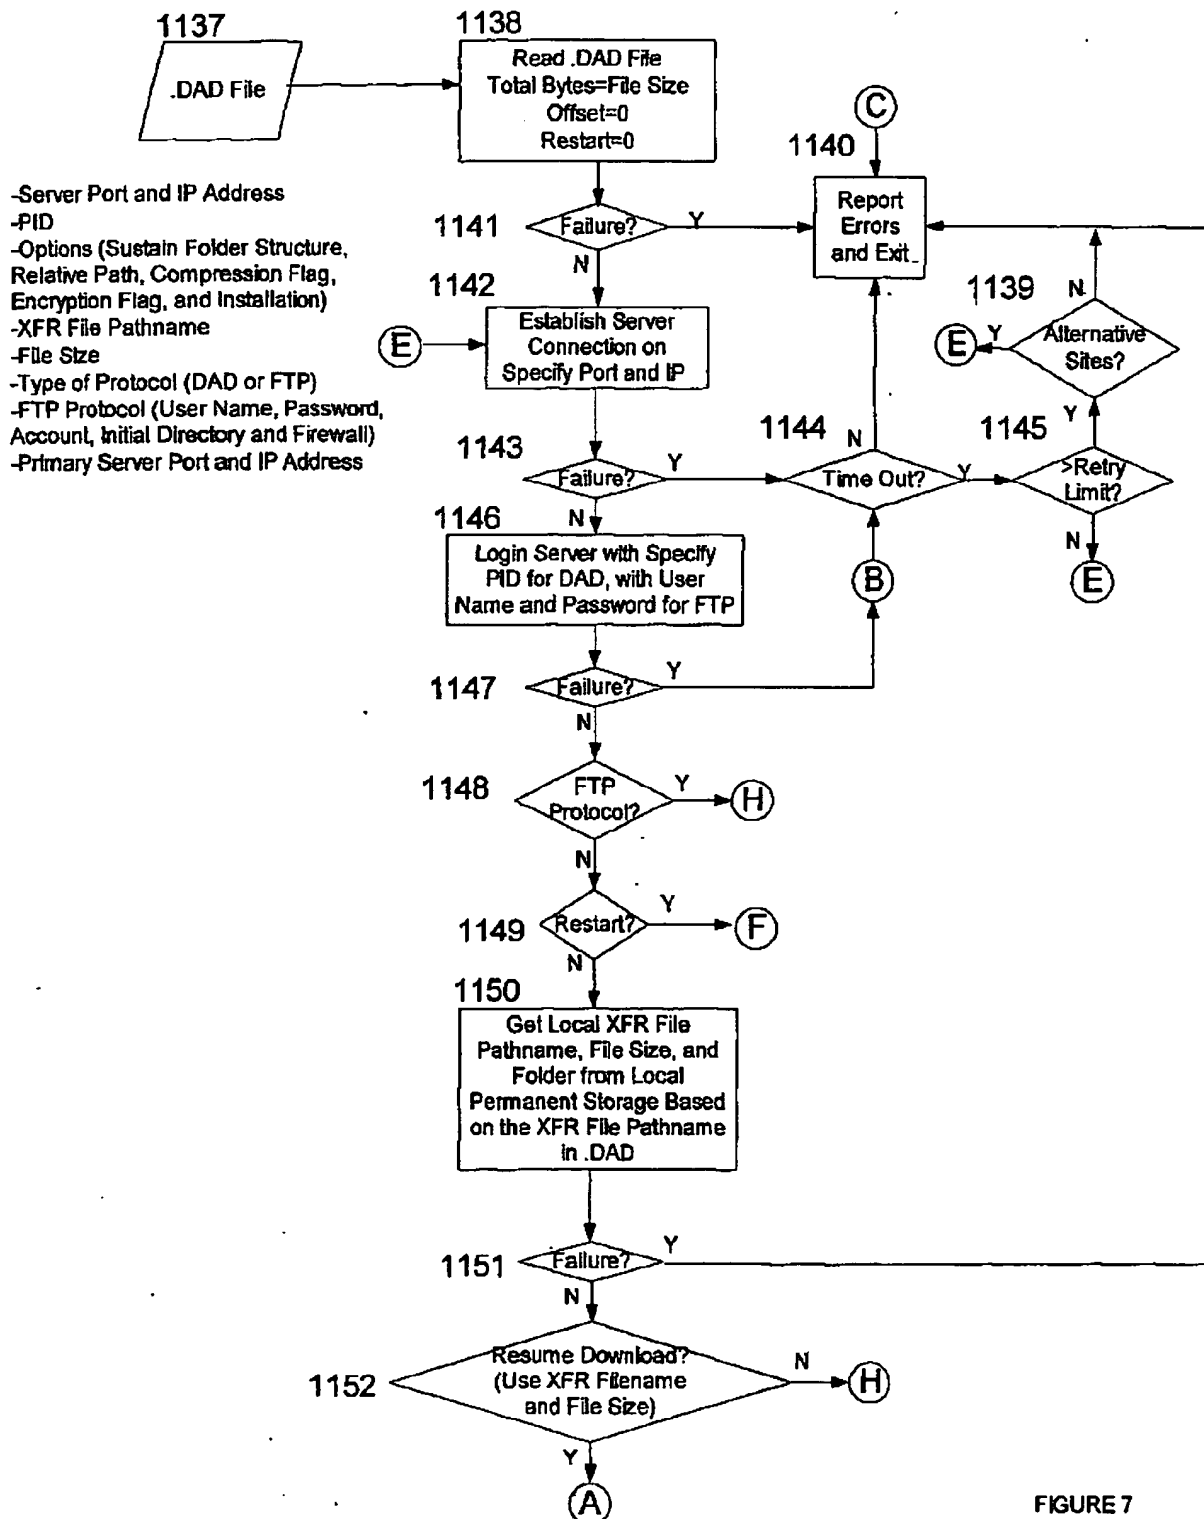 1137
.DAD File
1138
Read .DAD File
Total Bytes=File Size
Offset=0
Restart=0
-Server Port and IP Address
-PID
-Options (Sustain Folder Structure,
Relative Path, Compression Flag,
Encryption Flag, and Installation)
-XFR File Pathname
-File Size
-Type of Protocol (DAD or FTP)
-FTP Protocol (User Name, Password,
Account, Initial Directory and Firewall)
-Primary Server Port and IP Address
C
1140
Report
Errors
and Exit
1141
Failure?
Y
N
1142
E
Establish Server
Connection on
Specify Port and IP
1139
N
Alternative
Sites?
Y
E
1143
Failure?
Y
N
1144
N
Time Out?
Y
1145
Y
>Retry
Limit?
N
E
1146
Login Server with Specify
PID for DAD, with User
Name and Password for FTP
B
1147
Failure?
Y
N
1148
FTP
Protocol?
Y
H
N
1149
Restart?
Y
F
N
1150
Get Local XFR File
Pathname, File Size, and
Folder from Local
Permanent Storage Based
on the XFR File Pathname
in .DAD
1151
Failure?
Y
N
1152
Resume Download?
(Use XFR Filename
and File Size)
N
H
Y
A
FIGURE 7